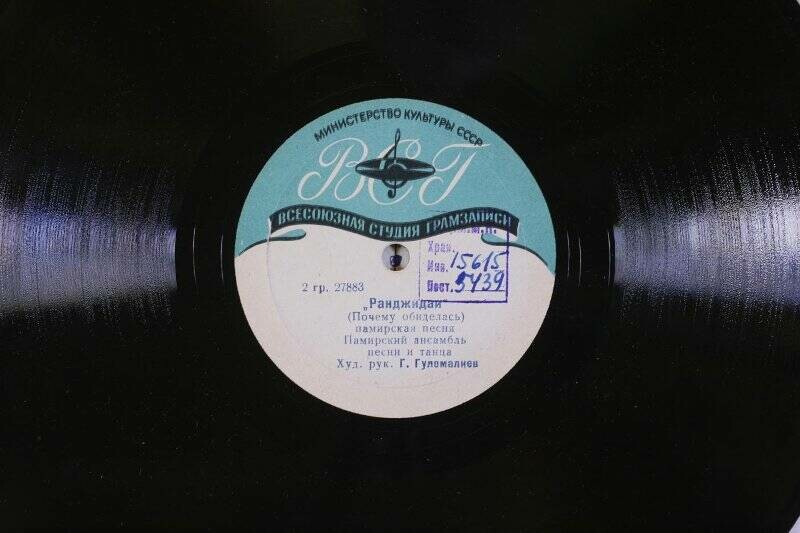 МИНИСТЕРСТВО КУЛЬТУРЫ СССР
ВСГ
ВСЕСОЮЗНАЯ СТУДИЯ ГРАМЗАПИСИ
Хран.
Инв. 15615
Пост. 5439
2 гр. 27883
„Ранджидай"
(Почему обиделась)
памирская песня
Памирский ансамбль
песни и танца
Худ. рук. Г. Гуломалиев